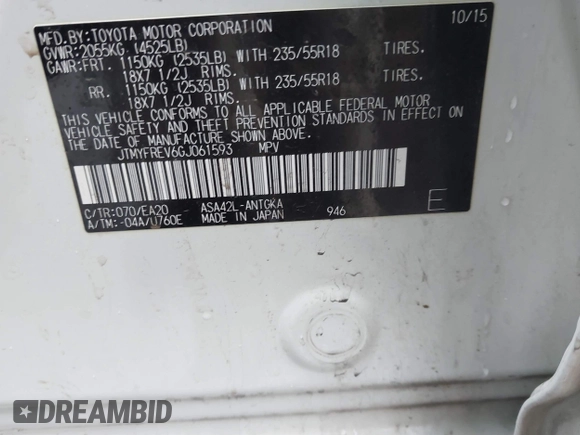 MFD.BY:TOYOTA MOTOR CORPORATION 10/15
GVWR:2055KG (4525LB)
GAWR:FRT. 1150KG (2535LB) WITH 235/55R18 TIRES.
18X7 1/2J RIMS.
RR. 1150KG (2535LB) WITH 235/55R18 TIRES.
18X7 1/2J RIMS.
THIS VEHICLE CONFORMS TO ALL APPLICABLE FEDERAL MOTOR
VEHICLE SAFETY AND THEFT PREVENTION STANDARDS IN EFFECT ON
THE DATE OF MANUFACTURE SHOWN ABOVE.
JTMYFREV6GJ061593 MPV
C/TR:070/EA20 ASA42L-ANTGKA
A/TM:-04A/U760E MADE IN JAPAN 946 E
DREAMBID